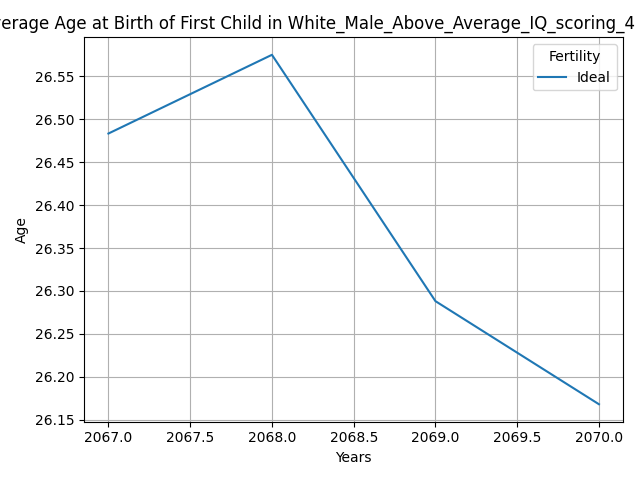 erage Age at Birth of First Child in White_Male_Above_Average_IQ_scoring_4
Fertility
Ideal
26.55
26.50
26.45
26.40
26.35
26.30
26.25
26.20
26.15
Age
2067.0 2067.5 2068.0 2068.5 2069.0 2069.5 2070.0
Years